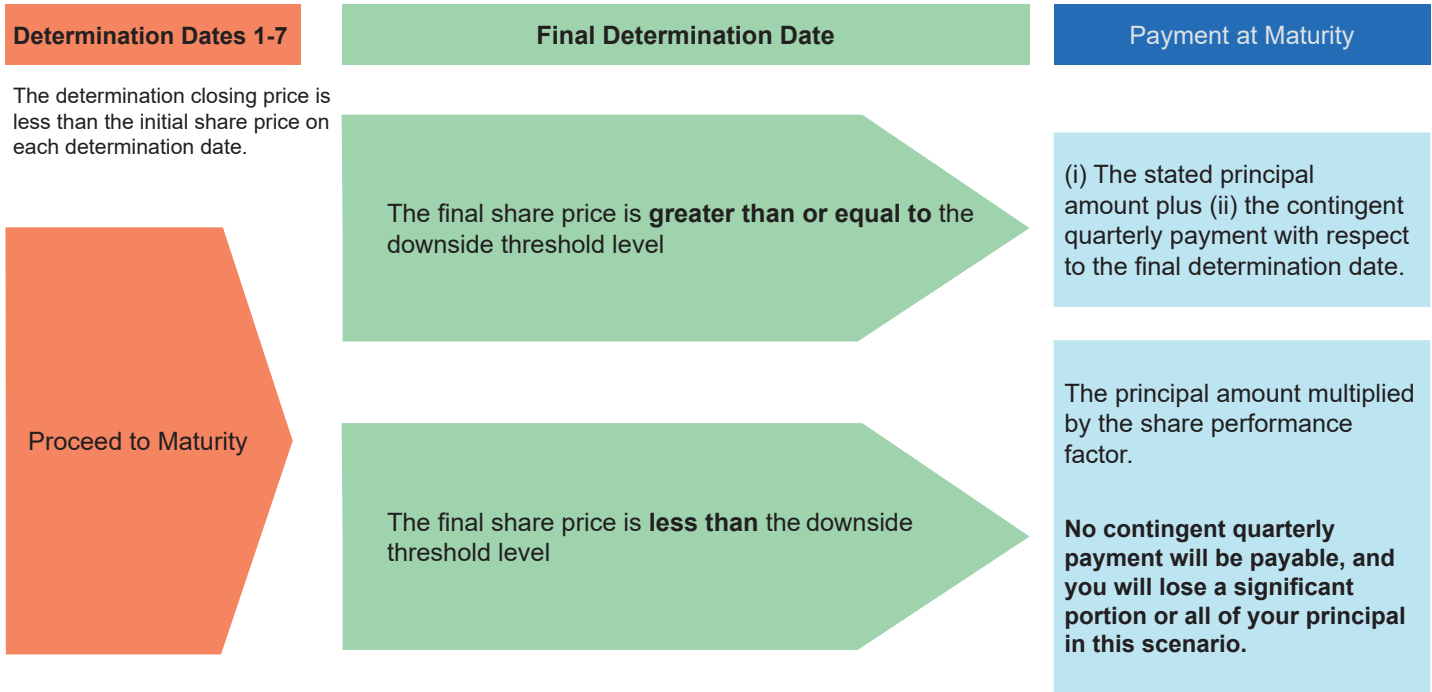 Determination Dates 1-7
Final Determination Date
Payment at Maturity
The determination closing price is
less than the initial share price on
each determination date.
Proceed to Maturity
The final share price is greater than or equal to the
downside threshold level
(i) The stated principal
amount plus (ii) the contingent
quarterly payment with respect
to the final determination date.
The final share price is less than the downside
threshold level
The principal amount multiplied
by the share performance
factor.
No contingent quarterly
payment will be payable, and
you will lose a significant
portion or all of your principal
in this scenario.